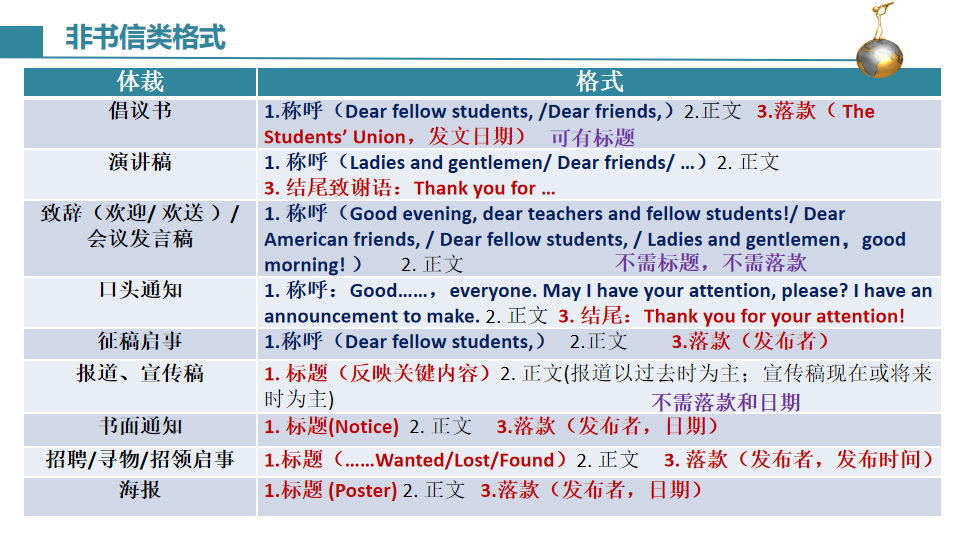 非书信类格式
体裁 格式
倡议书 1.称呼（Dear fellow students, /Dear friends,）2.正文 3.落款（ The
Students’ Union，发文日期） 可有标题
演讲稿 1. 称呼（Ladies and gentlemen/ Dear friends/ …）2. 正文
3. 结尾致谢语：Thank you for …
致辞（欢迎/ 欢送 ）/ 1. 称呼（Good evening, dear teachers and fellow students!/ Dear
会议发言稿 American friends, / Dear fellow students, / Ladies and gentlemen，good
morning! ） 2. 正文 不需标题，不需落款
口头通知 1. 称呼：Good……，everyone. May I have your attention, please? I have an
announcement to make. 2. 正文 3. 结尾：Thank you for your attention!
征稿启事 1.称呼（Dear fellow students,） 2.正文 3.落款（发布者）
报道、宣传稿 1. 标题（反映关键内容）2. 正文(报道以过去时为主；宣传稿现在或将来
时为主) 不需落款和日期
书面通知 1. 标题(Notice) 2. 正文 3.落款（发布者，日期）
招聘/寻物/招领启事 1.标题（……Wanted/Lost/Found）2. 正文 3. 落款（发布者，发布时间）
海报 1.标题 (Poster) 2. 正文 3.落款（发布者，日期）